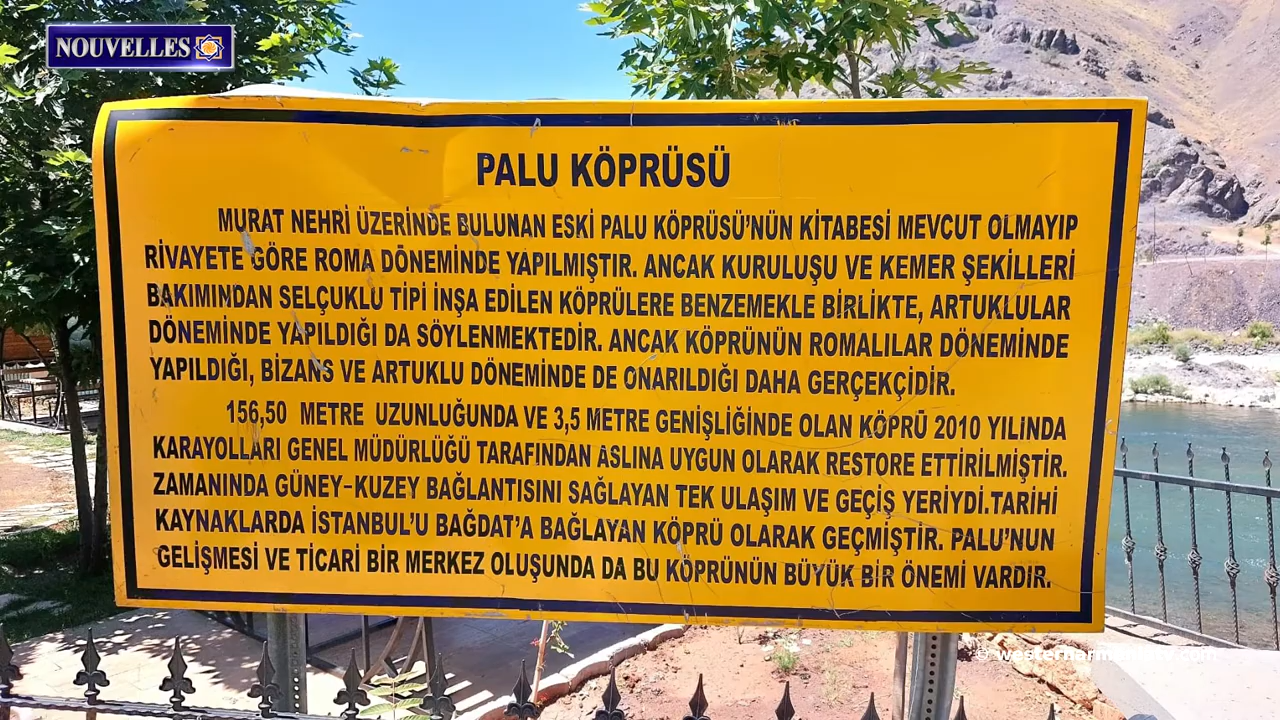 NOUVELLES
PALU KÖPRÜSÜ
MURAT NEHRİ ÜZERİNDE BULUNAN ESKİ PALU KÖPRÜSÜ'NÜN KİTABESİ MEVCUT OLMAYIP
RİVAYETE GÖRE ROMA DÖNEMİNDE YAPILMIŞTIR. ANCAK KURULUŞU VE KEMER ŞEKİLLERİ
BAKIMINDAN SELÇUKLU TİPİ İNŞA EDİLEN KÖPRÜLERE BENZEMEKLE BİRLİKTE, ARTUKLULAR
DÖNEMİNDE YAPILDIĞI DA SÖYLENMEKTEDİR. ANCAK KÖPRÜNÜN ROMALILAR DÖNEMİNDE
YAPILDIĞI, BİZANS VE ARTUKLU DÖNEMİNDE DE ONARILDIĞI DAHA GERÇEKÇİDİR.
156,50 METRE UZUNLUĞUNDA VE 3,5 METRE GENİŞLİĞİNDE OLAN KÖPRÜ 2010 YILINDA
KARAYOLLARI GENEL MÜDÜRLÜĞÜ TARAFINDAN ASLINA UYGUN OLARAK RESTORE ETTİRİLMİŞTİR.
ZAMANINDA GÜNEY-KUZEY BAĞLANTISINI SAĞLAYAN TEK ULAŞIM VE GEÇİŞ YERİYDİ.TARİHİ
KAYNAKLARDA İSTANBUL'U BAĞDAT'A BAĞLAYAN KÖPRÜ OLARAK GEÇMİŞTİR. PALU'NUN
GELİŞMESİ VE TİCARİ BİR MERKEZ OLUŞUNDA DA BU KÖPRÜNÜN BÜYÜK BİR ÖNEMİ VARDIR.